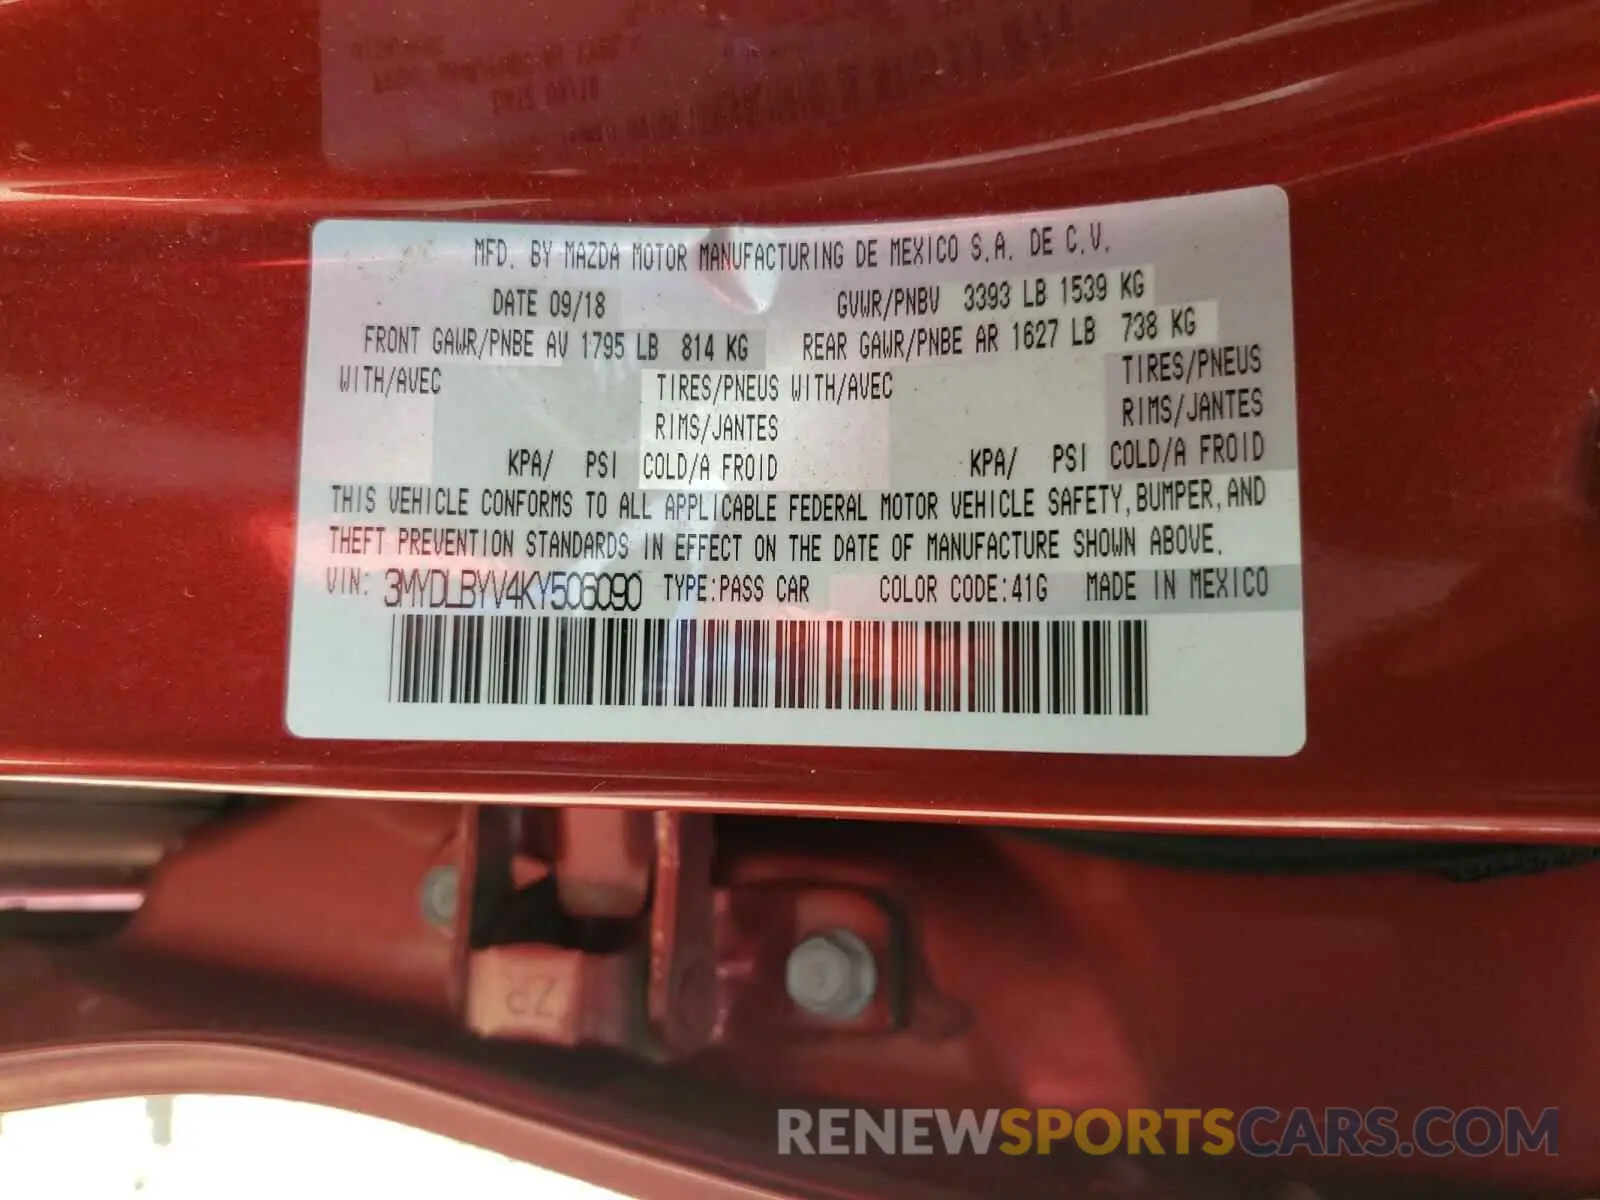 MFD. BY MAZDA MOTOR MANUFACTURING DE MEXICO S.A. DE C.V.
DATE 09/18 GVWR/PNBV 3393 LB 1539 KG
FRONT GAWR/PNBE AV 1795 LB 814 KG REAR GAWR/PNBE AR 1627 LB 738 KG
WITH/AVEC TIRES/PNEUS WITH/AVEC TIRES/PNEUS
RIMS/JANTES RIMS/JANTES
KPA/ PSI COLD/A FROID KPA/ PSI COLD/A FROID
THIS VEHICLE CONFORMS TO ALL APPLICABLE FEDERAL MOTOR VEHICLE SAFETY, BUMPER, AND
THEFT PREVENTION STANDARDS IN EFFECT ON THE DATE OF MANUFACTURE SHOWN ABOVE.
VIN: 3MYDLBYV4KY506090 TYPE:PASS CAR COLOR CODE:41G MADE IN MEXICO
RENEWSPORTSCARS.COM